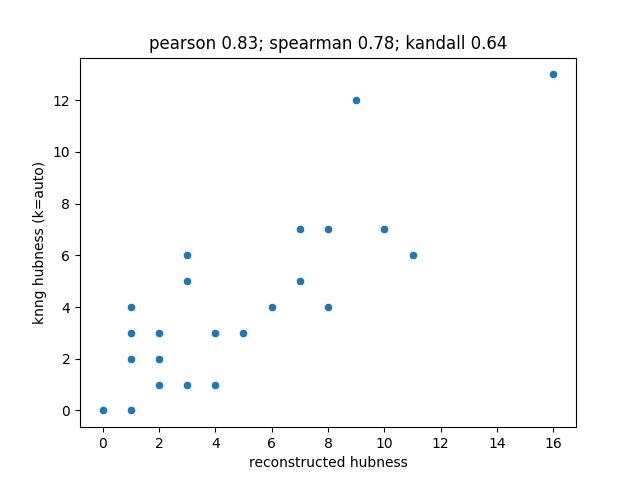 pearson 0.83; spearman 0.78; kandall 0.64
knng hubness (k=auto)
12
10
8
6
4
2
0
0 2 4 6 8 10 12 14 16
reconstructed hubness